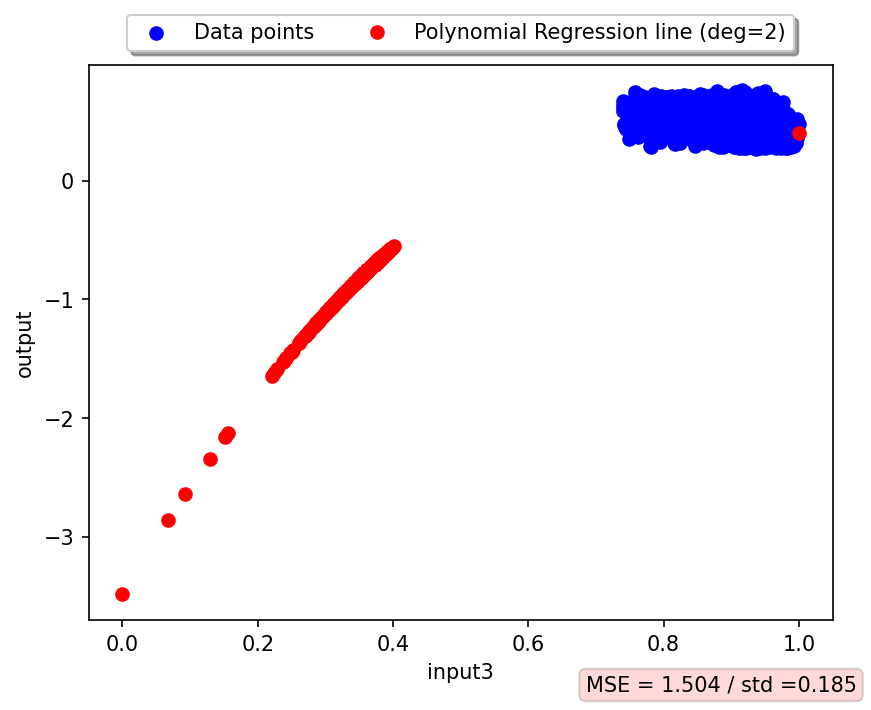 Data points
Polynomial Regression line (deg=2)
0
−1
−2
−3
output
0.0
0.2
0.4
0.6
0.8
1.0
input3
MSE = 1.504 / std =0.185